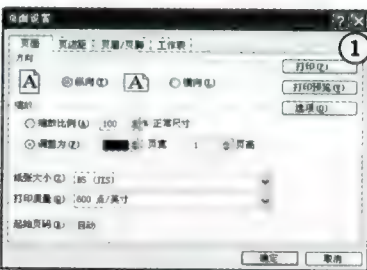 页面设置
页面 页边距 页眉/页脚 工作表
①
方向
打印(P)
A 纵向(T) A 横向(L)
打印预览(W)
缩放
选项(O)
缩放比例(A) 100 % 正常尺寸
调整为(F) 页宽 1 页高
纸张大小(Z): B5 (JIS)
打印质量(Q): 600 点/英寸
起始页码(R): 自动
确定 取消